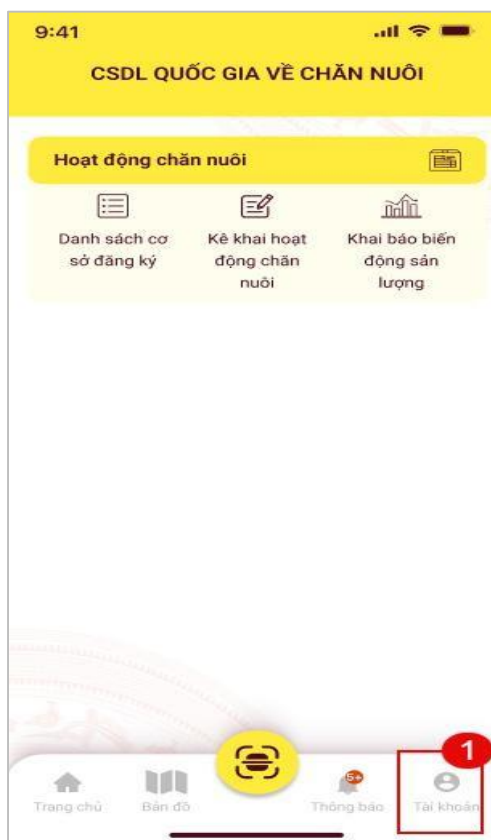 9:41
CSDL QUỐC GIA VỀ CHĂN NUÔI
Hoạt động chăn nuôi
Danh sách cơ
sở đăng ký
Kê khai hoạt
động chăn
nuôi
Khai báo biến
động sản
lượng
5+
1
Trang chủ
Bản đồ
Thông báo
Tài khoản